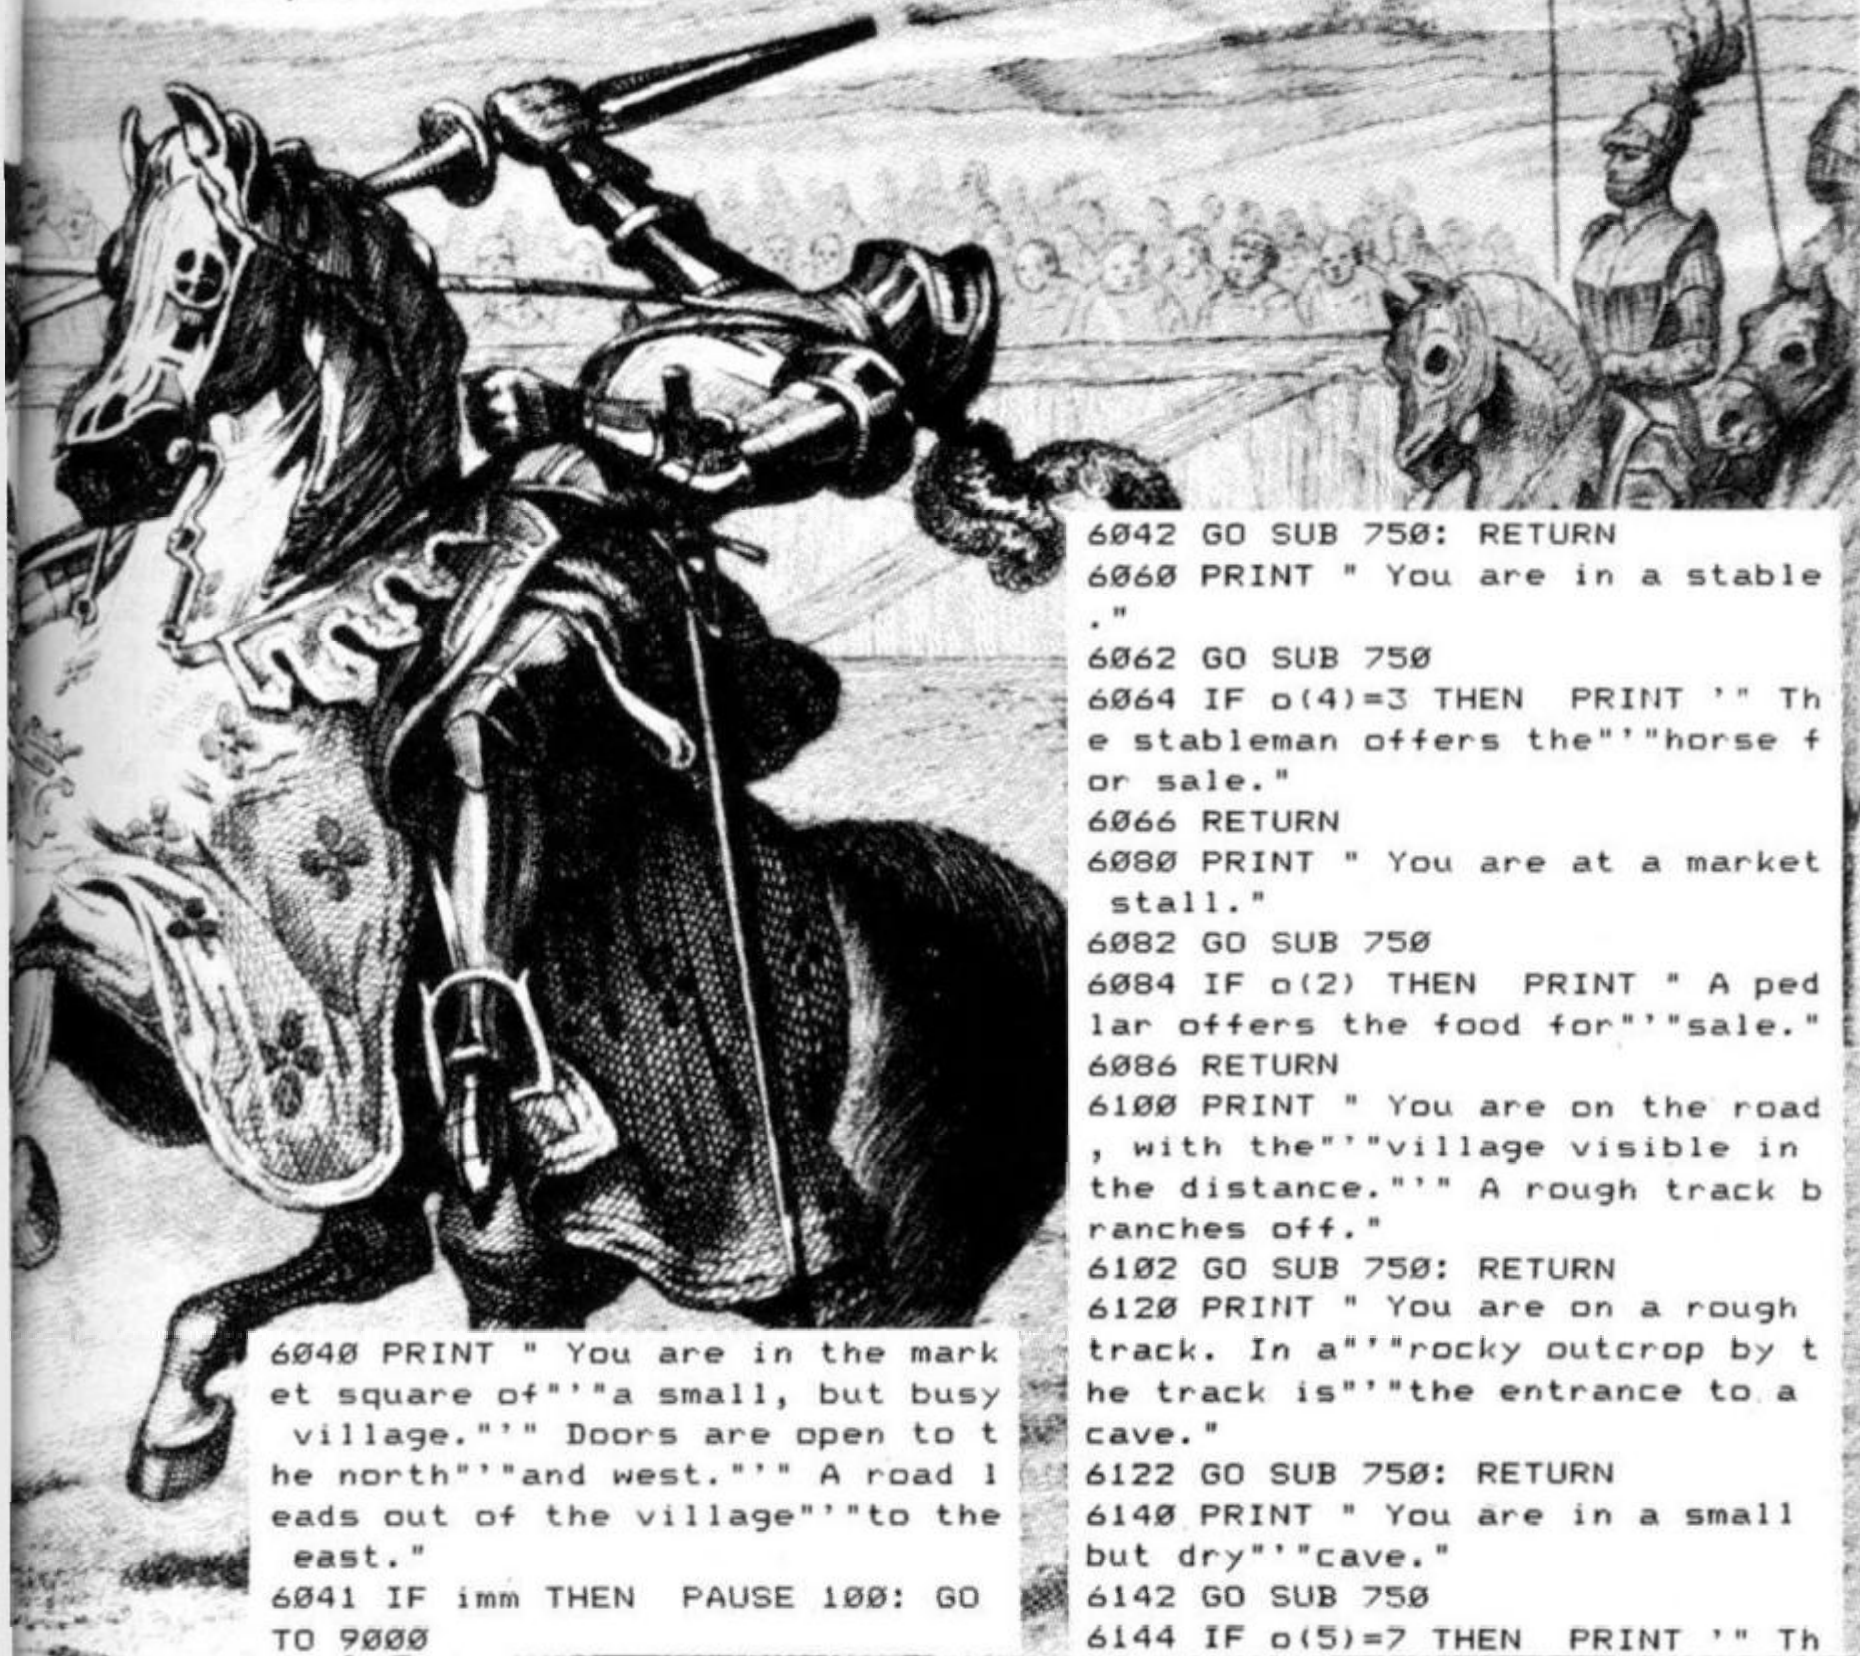 6040 PRINT " You are in the mark
et square of"'"a small, but busy
 village."'" Doors are open to t
he north"'"and west."'" A road l
eads out of the village"'"to the
 east."
6041 IF imm THEN  PAUSE 100: GO
TO 9000
6042 GO SUB 750: RETURN
6060 PRINT " You are in a stable
."
6062 GO SUB 750
6064 IF o(4)=3 THEN  PRINT '" Th
e stableman offers the"'"horse f
or sale."
6066 RETURN
6080 PRINT " You are at a market
 stall."
6082 GO SUB 750
6084 IF o(2) THEN  PRINT " A ped
lar offers the food for"'"sale."
6086 RETURN
6100 PRINT " You are on the road
, with the"'"village visible in
the distance."'" A rough track b
ranches off."
6102 GO SUB 750: RETURN
6120 PRINT " You are on a rough
track. In a"'"rocky outcrop by t
he track is"'"the entrance to a
cave."
6122 GO SUB 750: RETURN
6140 PRINT " You are in a small
but dry"'"cave."
6142 GO SUB 750
6144 IF o(5)=7 THEN  PRINT '" Th